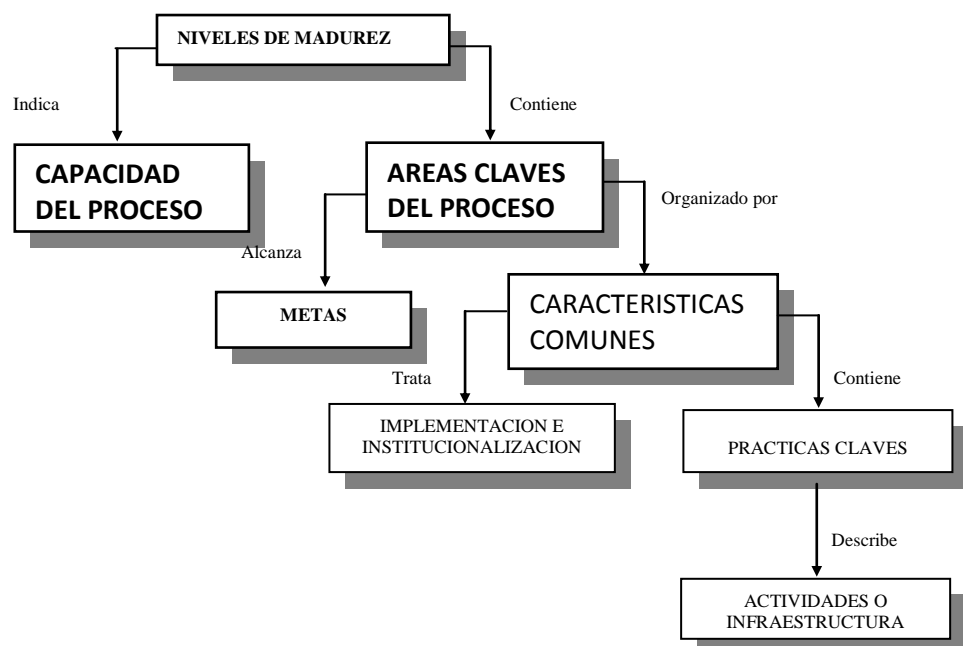 NIVELES DE MADUREZ
Indica
Contiene
CAPACIDAD
DEL PROCESO
AREAS CLAVES
DEL PROCESO
Organizado por
Alcanza
METAS
CARACTERISTICAS
COMUNES
Trata
Contiene
IMPLEMENTACION E
INSTITUCIONALIZACION
PRACTICAS CLAVES
Describe
ACTIVIDADES O
INFRAESTRUCTURA